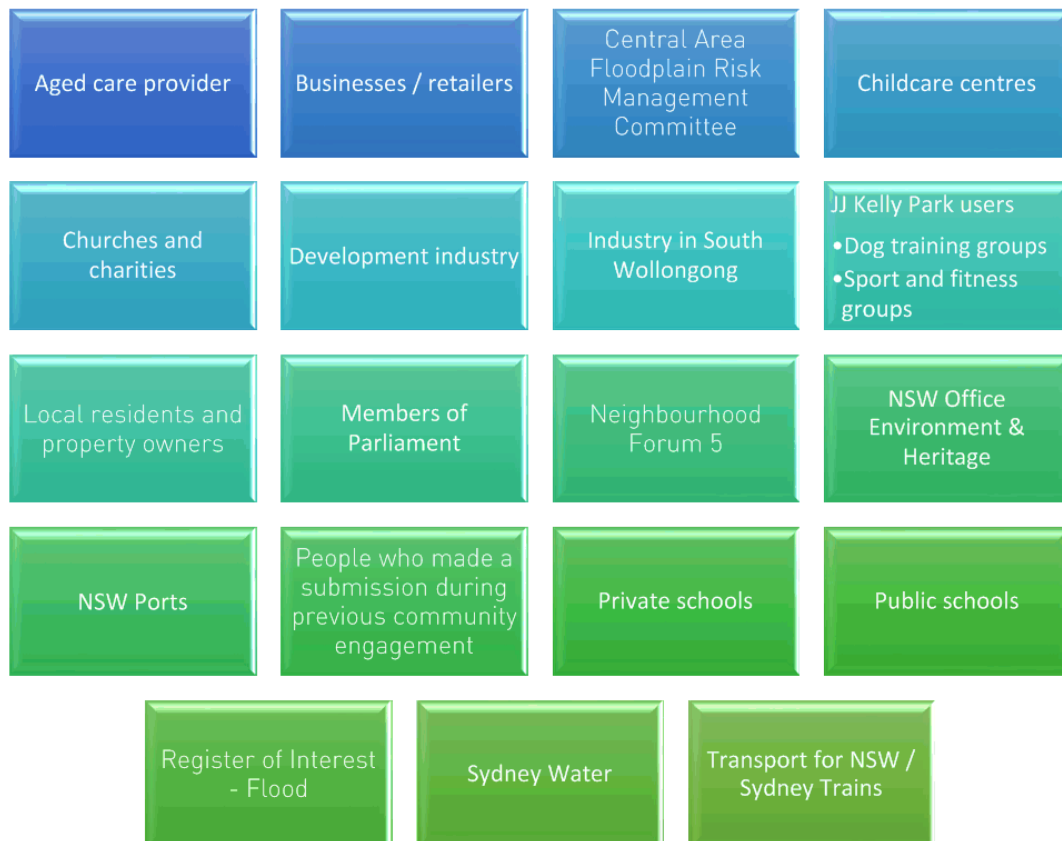 Aged care provider
Businesses / retailers
Central Area
Floodplain Risk
Management
Committee
Childcare centres
Churches and
charities
Development industry
Industry in South
Wollongong
JJ Kelly Park users
•Dog training groups
•Sport and fitness
groups
Local residents and
property owners
Members of
Parliament
Neighbourhood
Forum 5
NSW Office
Environment &
Heritage
NSW Ports
People who made a
submission during
previous community
engagement
Private schools
Public schools
Register of Interest
- Flood
Sydney Water
Transport for NSW /
Sydney Trains